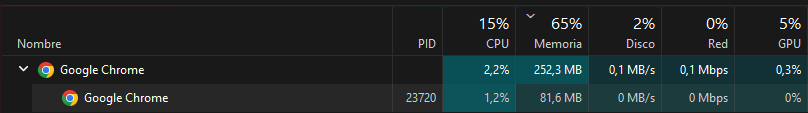 15% 65% 2% 0% 5%
Nombre PID CPU Memoria Disco Red GPU
Google Chrome 2,2% 252,3 MB 0,1 MB/s 0,1 Mbps 0,3%
Google Chrome 23720 1,2% 81,6 MB 0 MB/s 0 Mbps 0%